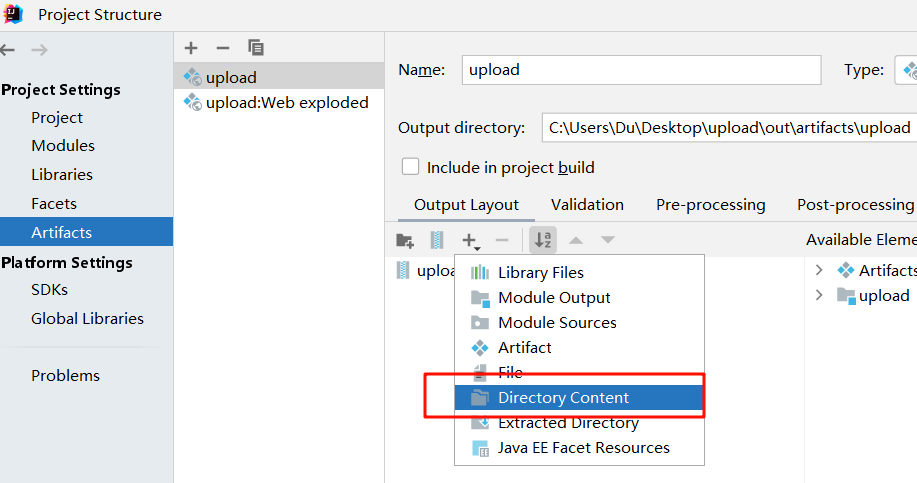 Project Structure
Project Settings
Project
Modules
Libraries
Facets
Artifacts
Platform Settings
SDKs
Global Libraries
Problems
upload
upload:Web exploded
Name: upload Type:
Output directory: C:\Users\Du\Desktop\upload\out\artifacts\upload
Include in project build
Output Layout Validation Pre-processing Post-processing
Available Eleme
uploa
Library Files
Module Output
Module Sources
Artifact
File
Directory Content
Extracted Directory
Java EE Facet Resources
Artifacts
upload